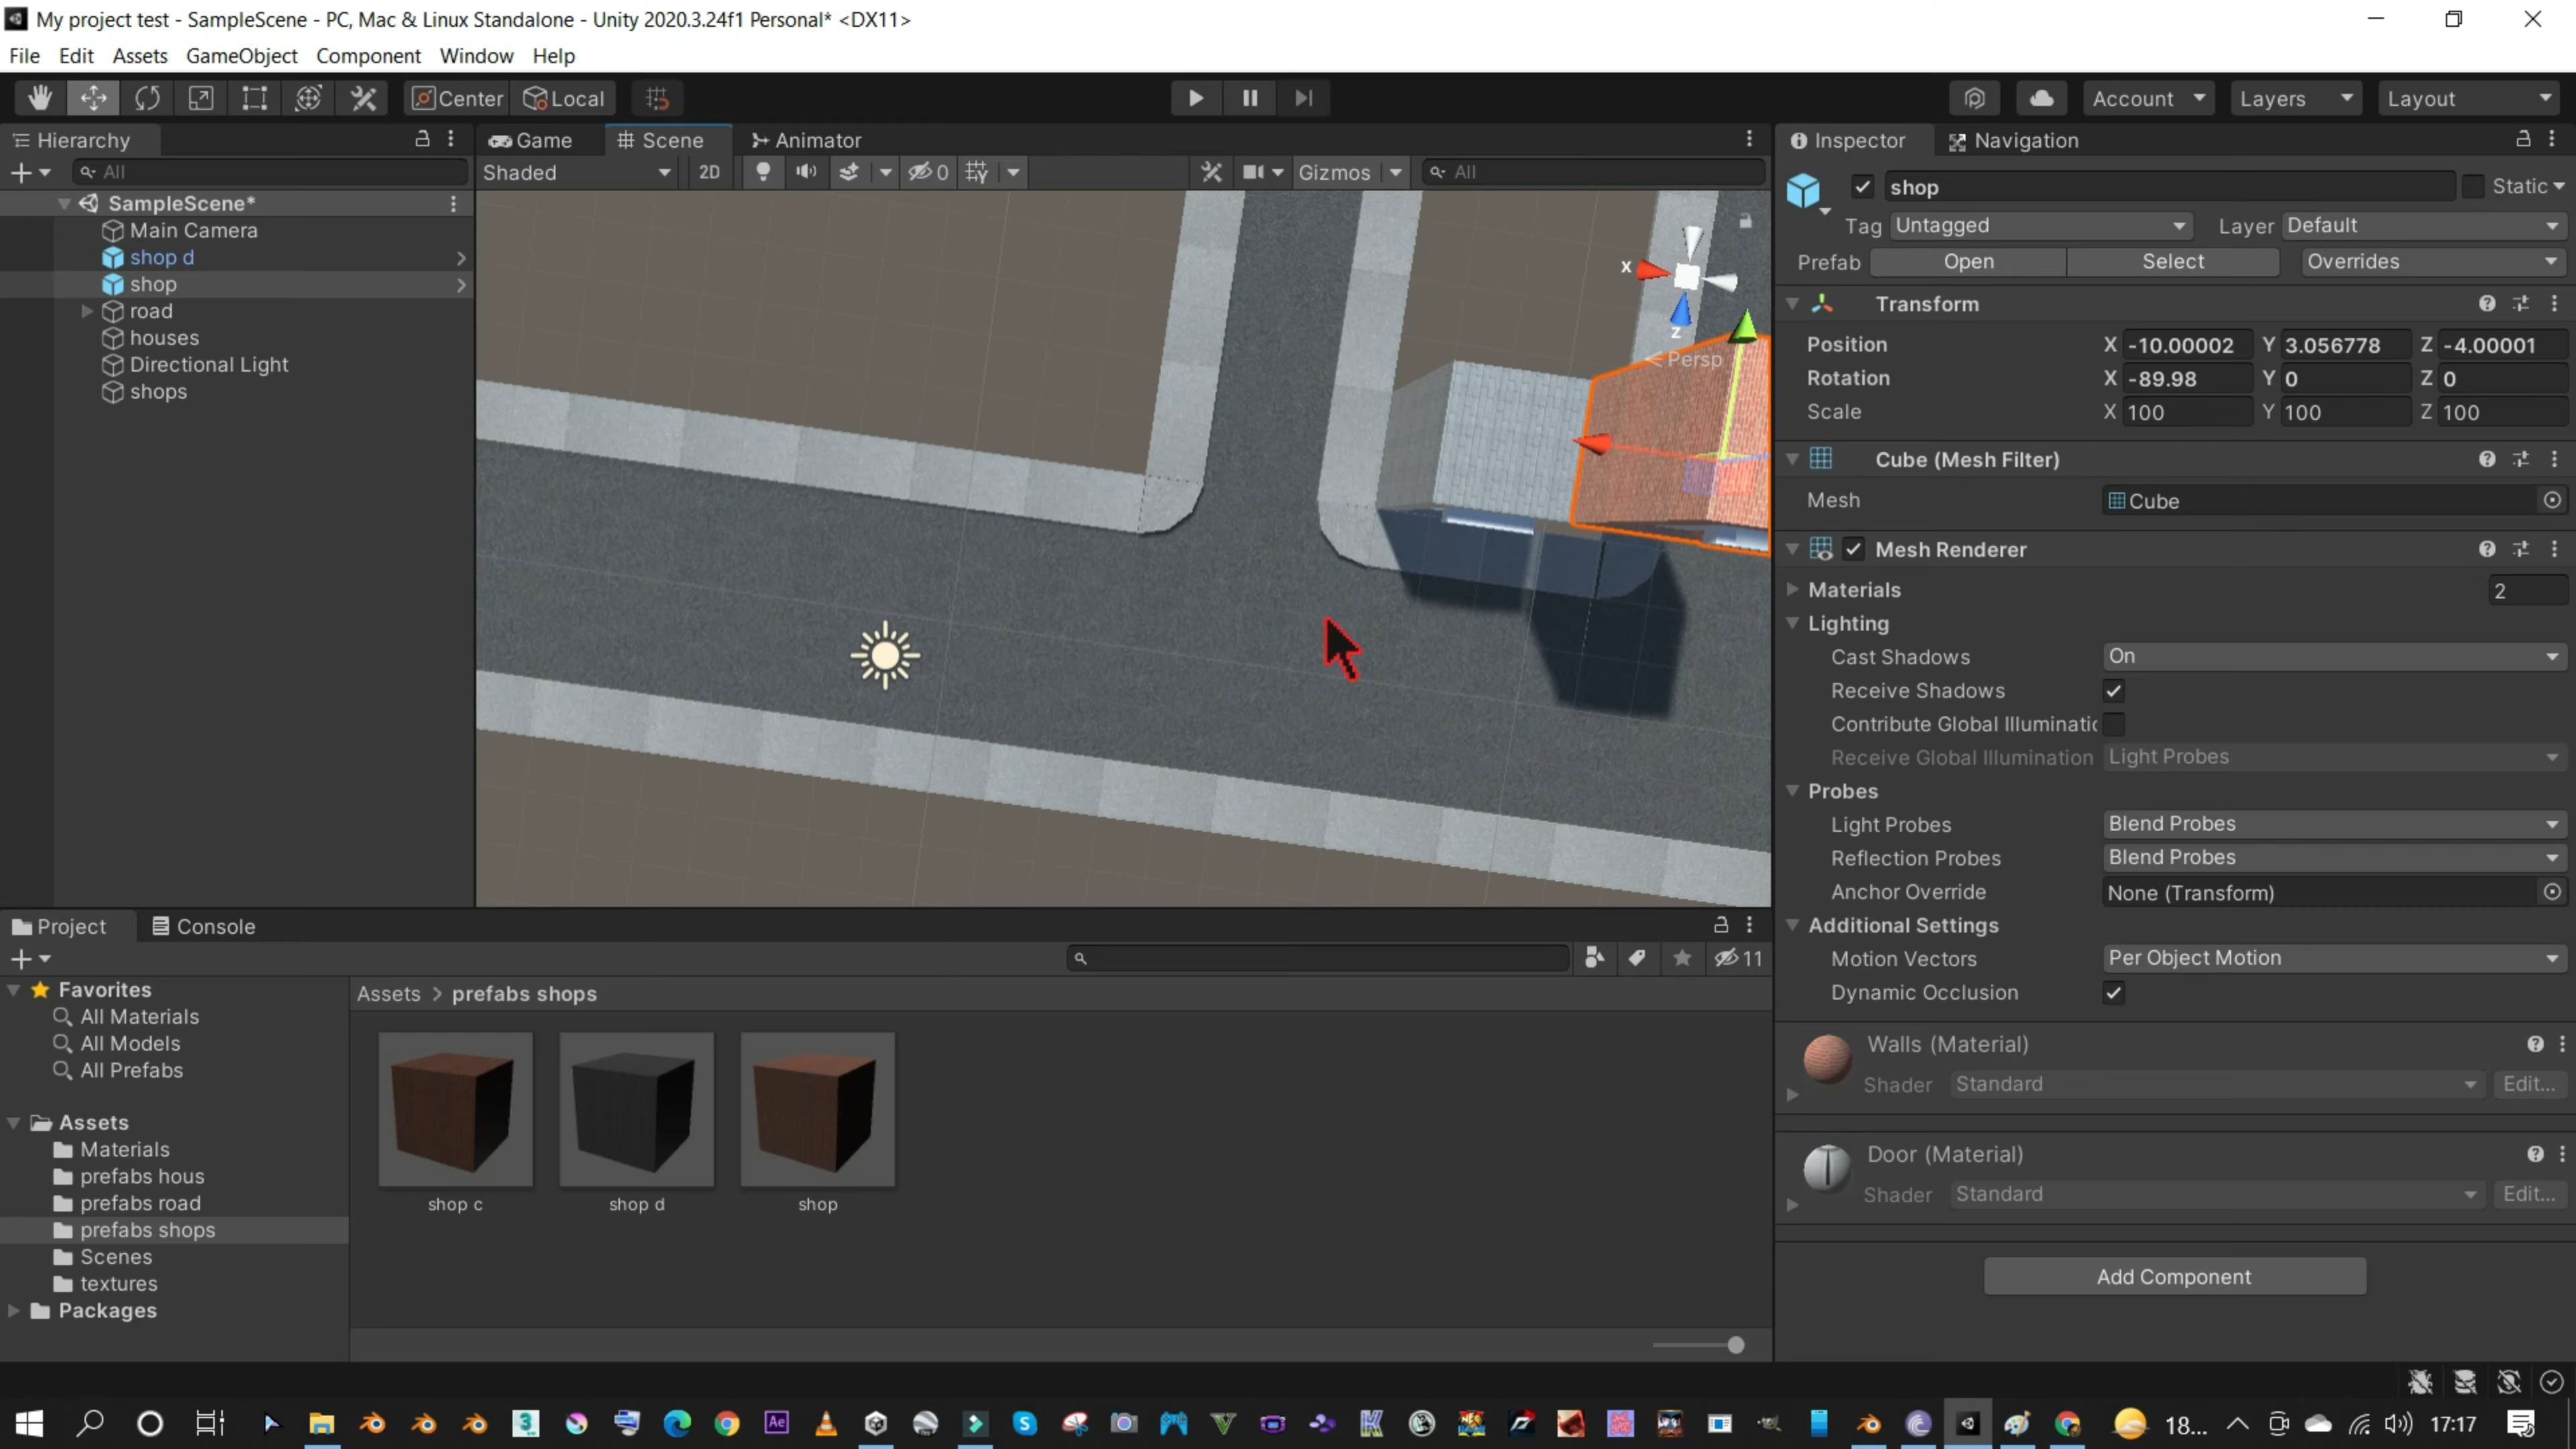 My project test - SampleScene - PC, Mac & Linux Standalone - Unity 2020.3.24f1 Personal* <DX11>
File Edit Assets GameObject Component Window Help
Center Local Account Layers Layout
Hierarchy
All
SampleScene*
Main Camera
shop d
shop
road
houses
Directional Light
shops
Game Scene Animator
Shaded 2D 0 Gizmos All
x
z
Persp
Inspector Navigation
shop Static
Tag Untagged Layer Default
Prefab Open Select Overrides
Transform
Position X -10.00002 Y 3.056778 Z -4.00001
Rotation X -89.98 Y 0 Z 0
Scale X 100 Y 100 Z 100
Cube (Mesh Filter)
Mesh Cube
Mesh Renderer
Materials 2
Lighting
Cast Shadows On
Receive Shadows
Contribute Global Illuminatic
Receive Global Illumination Light Probes
Probes
Light Probes Blend Probes
Reflection Probes Blend Probes
Anchor Override None (Transform)
Additional Settings
Motion Vectors Per Object Motion
Dynamic Occlusion
Walls (Material)
Shader Standard Edit...
Door (Material)
Shader Standard Edit...
Add Component
Project Console
11
Favorites
All Materials
All Models
All Prefabs
Assets
Materials
prefabs hous
prefabs road
prefabs shops
Scenes
textures
Packages
Assets > prefabs shops
shop c shop d shop
18... 17:17